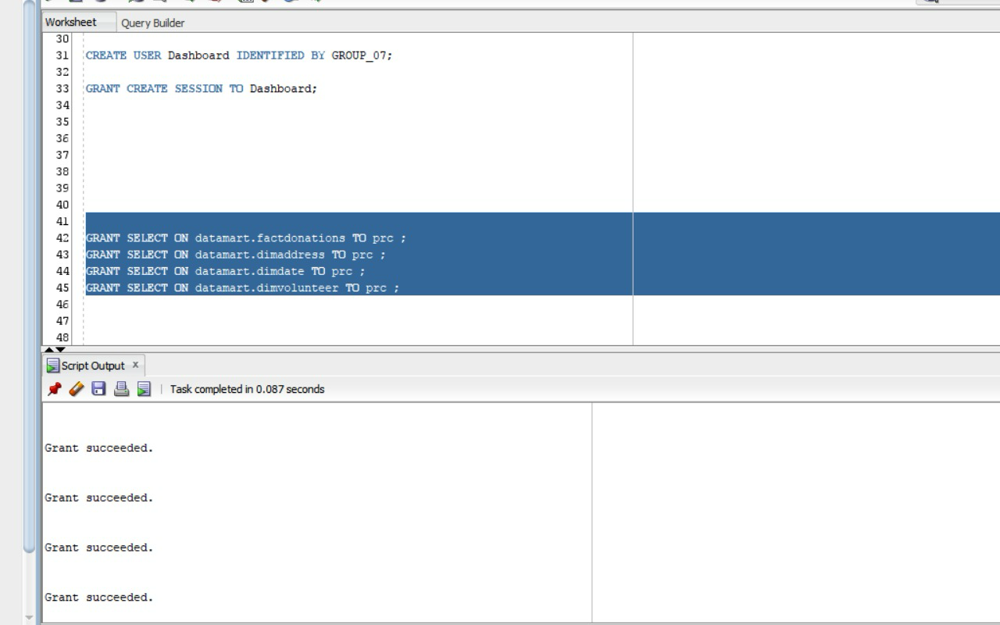 Worksheet Query Builder
30
31 CREATE USER Dashboard IDENTIFIED BY GROUP_07;
32
33 GRANT CREATE SESSION TO Dashboard;
34
35
36
37
38
39
40
41
42 GRANT SELECT ON datamart.factdonations TO prc ;
43 GRANT SELECT ON datamart.dimaddress TO prc ;
44 GRANT SELECT ON datamart.dimdate TO prc ;
45 GRANT SELECT ON datamart.dimvolunteer TO prc ;
46
47
48
Script Output x
Task completed in 0.087 seconds
Grant succeeded.
Grant succeeded.
Grant succeeded.
Grant succeeded.